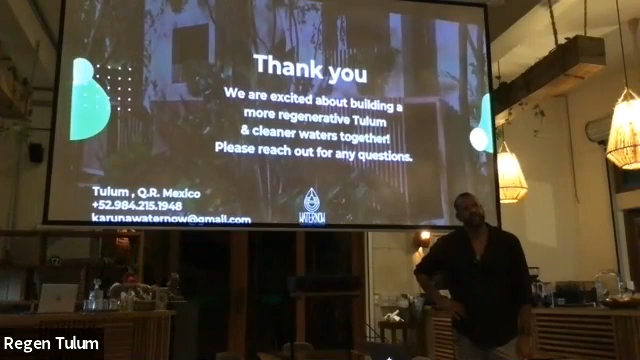 Thank you
We are excited about building a
more regenerative Tulum
& cleaner waters together!
Please reach out for any questions.
Tulum , Q.R. Mexico
+52.984.215.1948
karunawaternow@gmail.com
WATERNOW
Regen Tulum